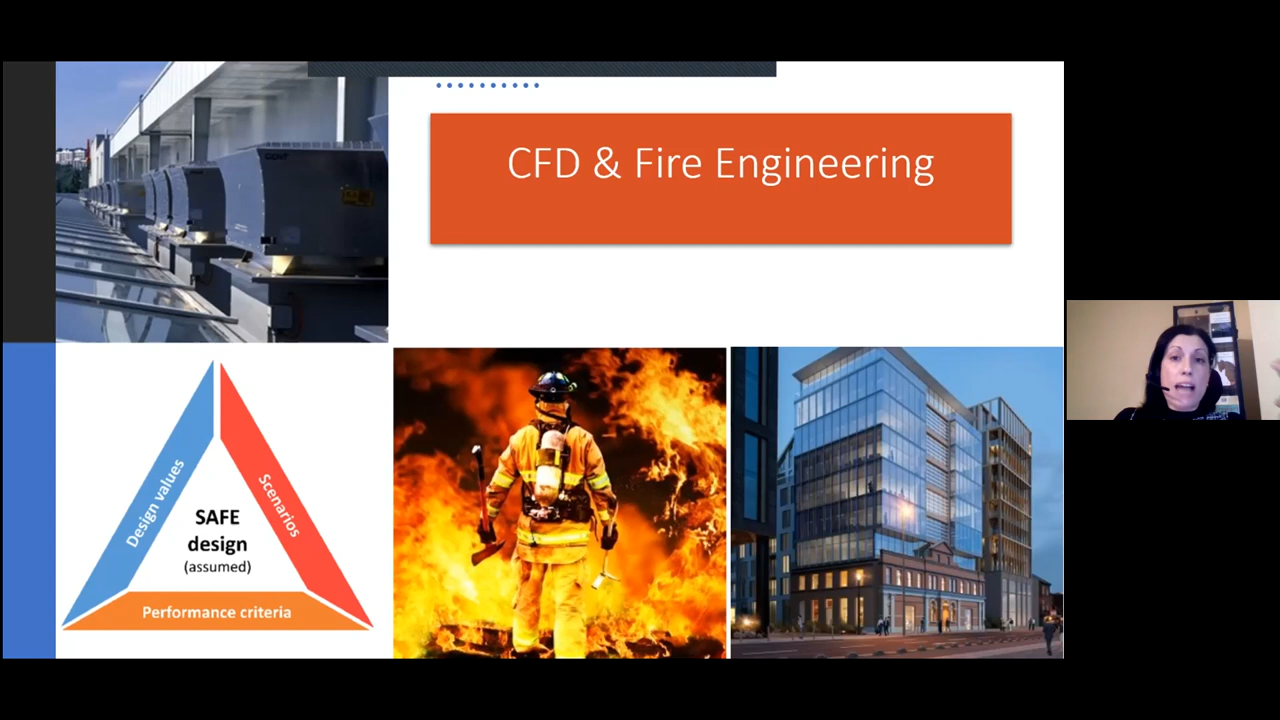 CFD & Fire Engineering
Design values
Scenarios
SAFE
design
(assumed)
Performance criteria